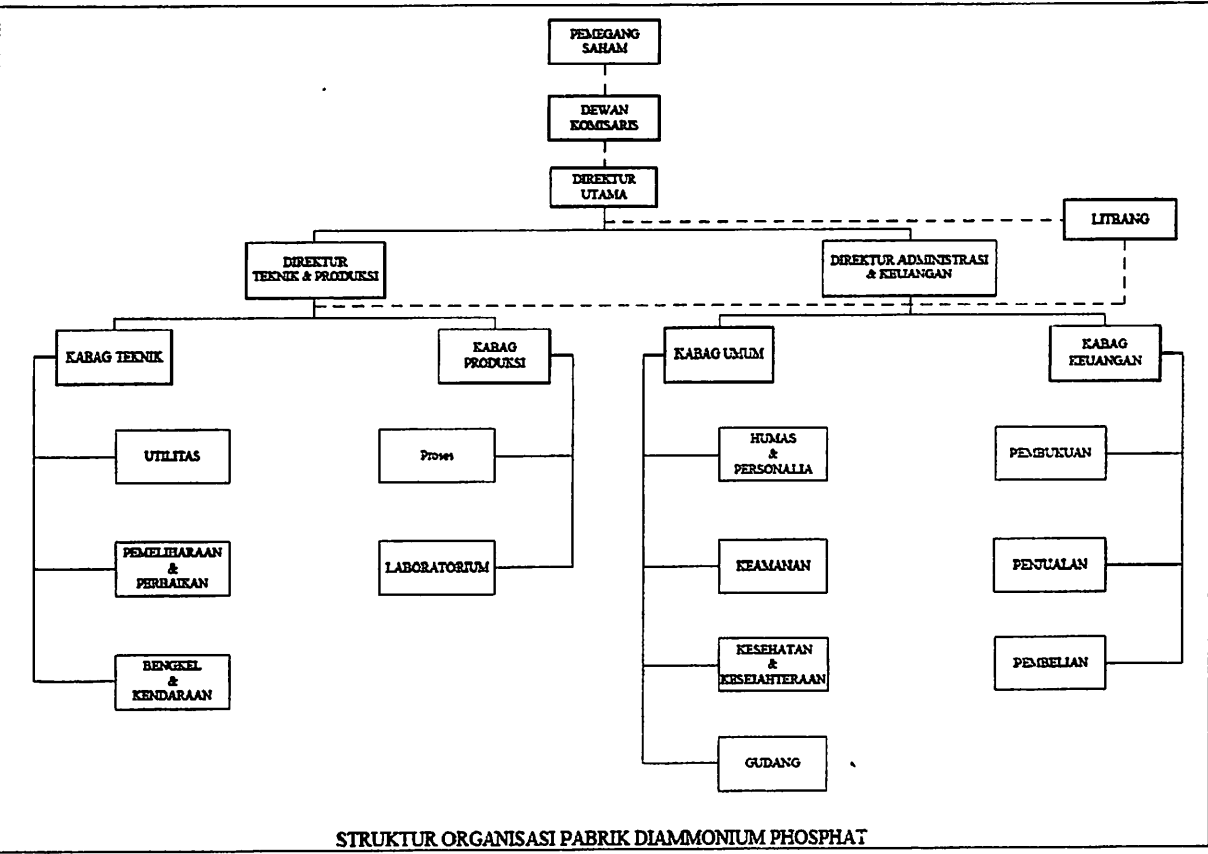 PEMEGANG
SAHAM
DEWAN
KOMISARIS
DIREKTUR
UTAMA
LITBANG
DIREKTUR
TEKNIK & PRODUKSI
DIREKTUR ADMINISTRASI
& KEUANGAN
KABAG TEKNIK
KABAG
PRODUKSI
KABAG UMUM
KABAG
KEUANGAN
UTILITAS
Proses
HUMAS
&
PERSONALIA
PEMBUKUAN
PEMELIHARAAN
&
PERBAIKAN
LABORATORIUM
KEAMANAN
PENJUALAN
BENGKEL
&
KENDARAAN
KESEHATAN
&
KESEJAHTERAAN
PEMBELIAN
GUDANG
STRUKTUR ORGANISASI PABRIK DIAMMONIUM PHOSPHAT